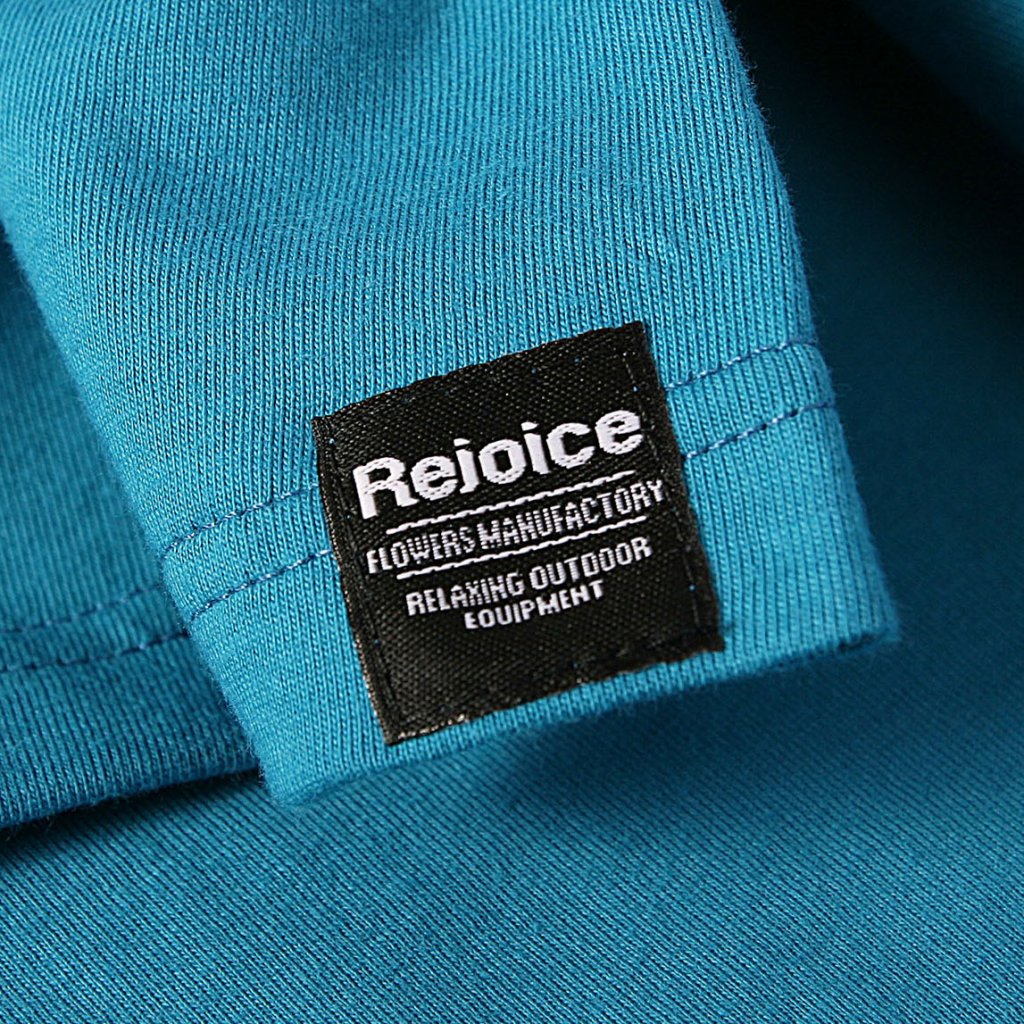 Rejoice
FLOWERS MANUFACTORY
RELAXING OUTDOOR
EQUIPMENT